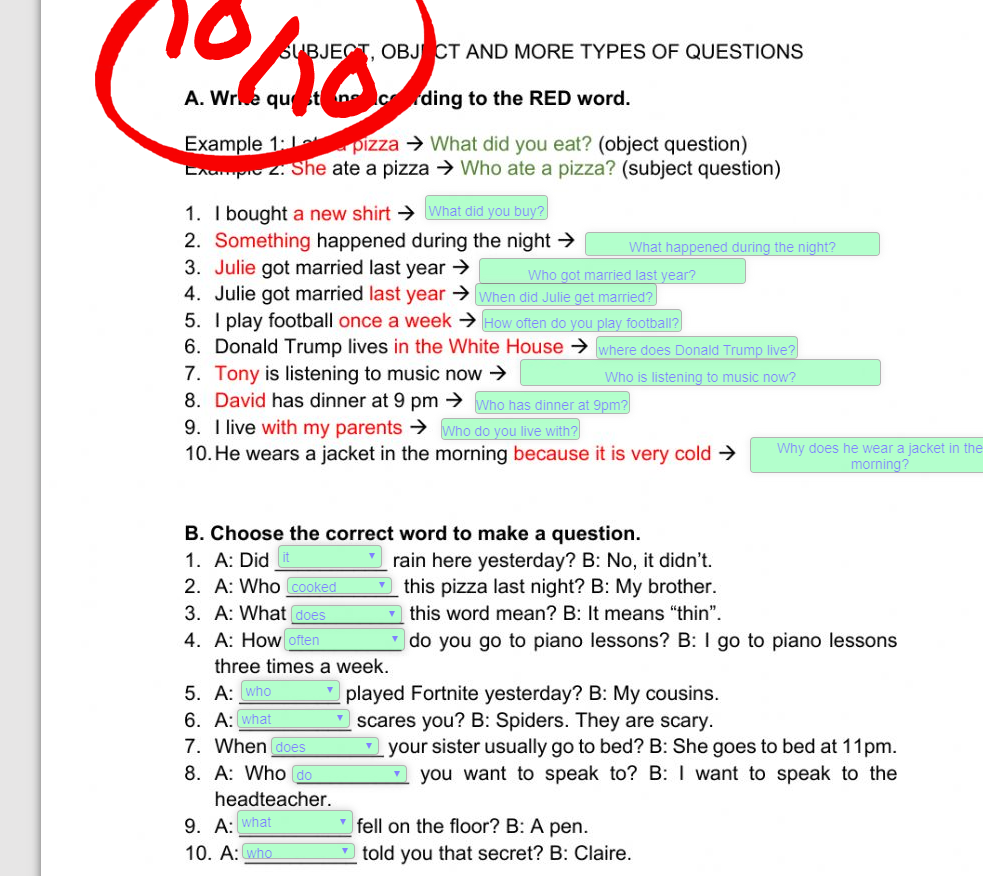 10/10
SUBJECT, OBJECT AND MORE TYPES OF QUESTIONS
A. Write questions according to the RED word.
Example 1: I ate a pizza → What did you eat? (object question)
Example 2: She ate a pizza → Who ate a pizza? (subject question)
1. I bought a new shirt → What did you buy?
2. Something happened during the night → What happened during the night?
3. Julie got married last year → Who got married last year?
4. Julie got married last year → When did Julie get married?
5. I play football once a week → How often do you play football?
6. Donald Trump lives in the White House → where does Donald Trump live?
7. Tony is listening to music now → Who is listening to music now?
8. David has dinner at 9 pm → Who has dinner at 9pm?
9. I live with my parents → Who do you live with?
10. He wears a jacket in the morning because it is very cold → Why does he wear a jacket in the
morning?
B. Choose the correct word to make a question.
1. A: Did it rain here yesterday? B: No, it didn't.
2. A: Who cooked this pizza last night? B: My brother.
3. A: What does this word mean? B: It means “thin”.
4. A: How often do you go to piano lessons? B: I go to piano lessons
three times a week.
5. A: who played Fortnite yesterday? B: My cousins.
6. A: what scares you? B: Spiders. They are scary.
7. When does your sister usually go to bed? B: She goes to bed at 11pm.
8. A: Who do you want to speak to? B: I want to speak to the
headteacher.
9. A: what fell on the floor? B: A pen.
10. A: who told you that secret? B: Claire.